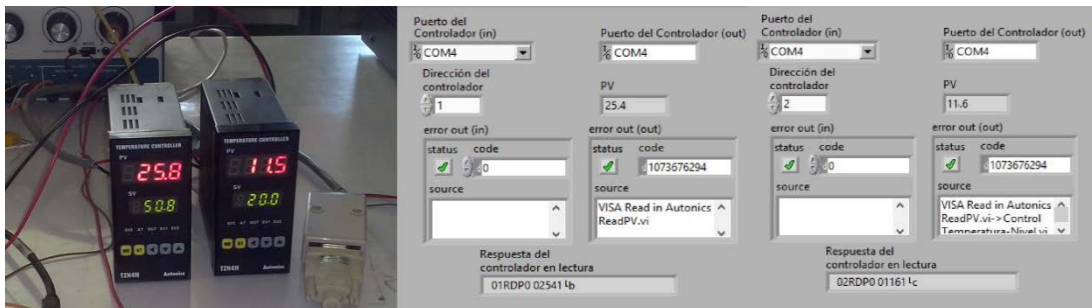 TEMPERATURE CONTROLLER
PV
25.8
SV
50.8
TZN4H
Autonics
TEMPERATURE CONTROLLER
PV
11.5
SV
20.0
TZN4H
Autonics
Puerto del
Controlador (in)
COM4
Puerto del Controlador (out)
COM4
Dirección del
controlador
1
PV
25.4
error out (in)
status code
0
source
error out (out)
status code
1073676294
source
VISA Read in Autonics
ReadPV.vi
Respuesta del
controlador en lectura
01RDP0 02541 └b
Puerto del
Controlador (in)
COM4
Puerto del Controlador (out)
COM4
Dirección del
controlador
2
PV
11.6
error out (in)
status code
0
source
error out (out)
status code
1073676294
source
VISA Read in Autonics
ReadPV.vi->Control
Temperatura-Nivel.vi
Respuesta del
controlador en lectura
02RDP0 01161 └c